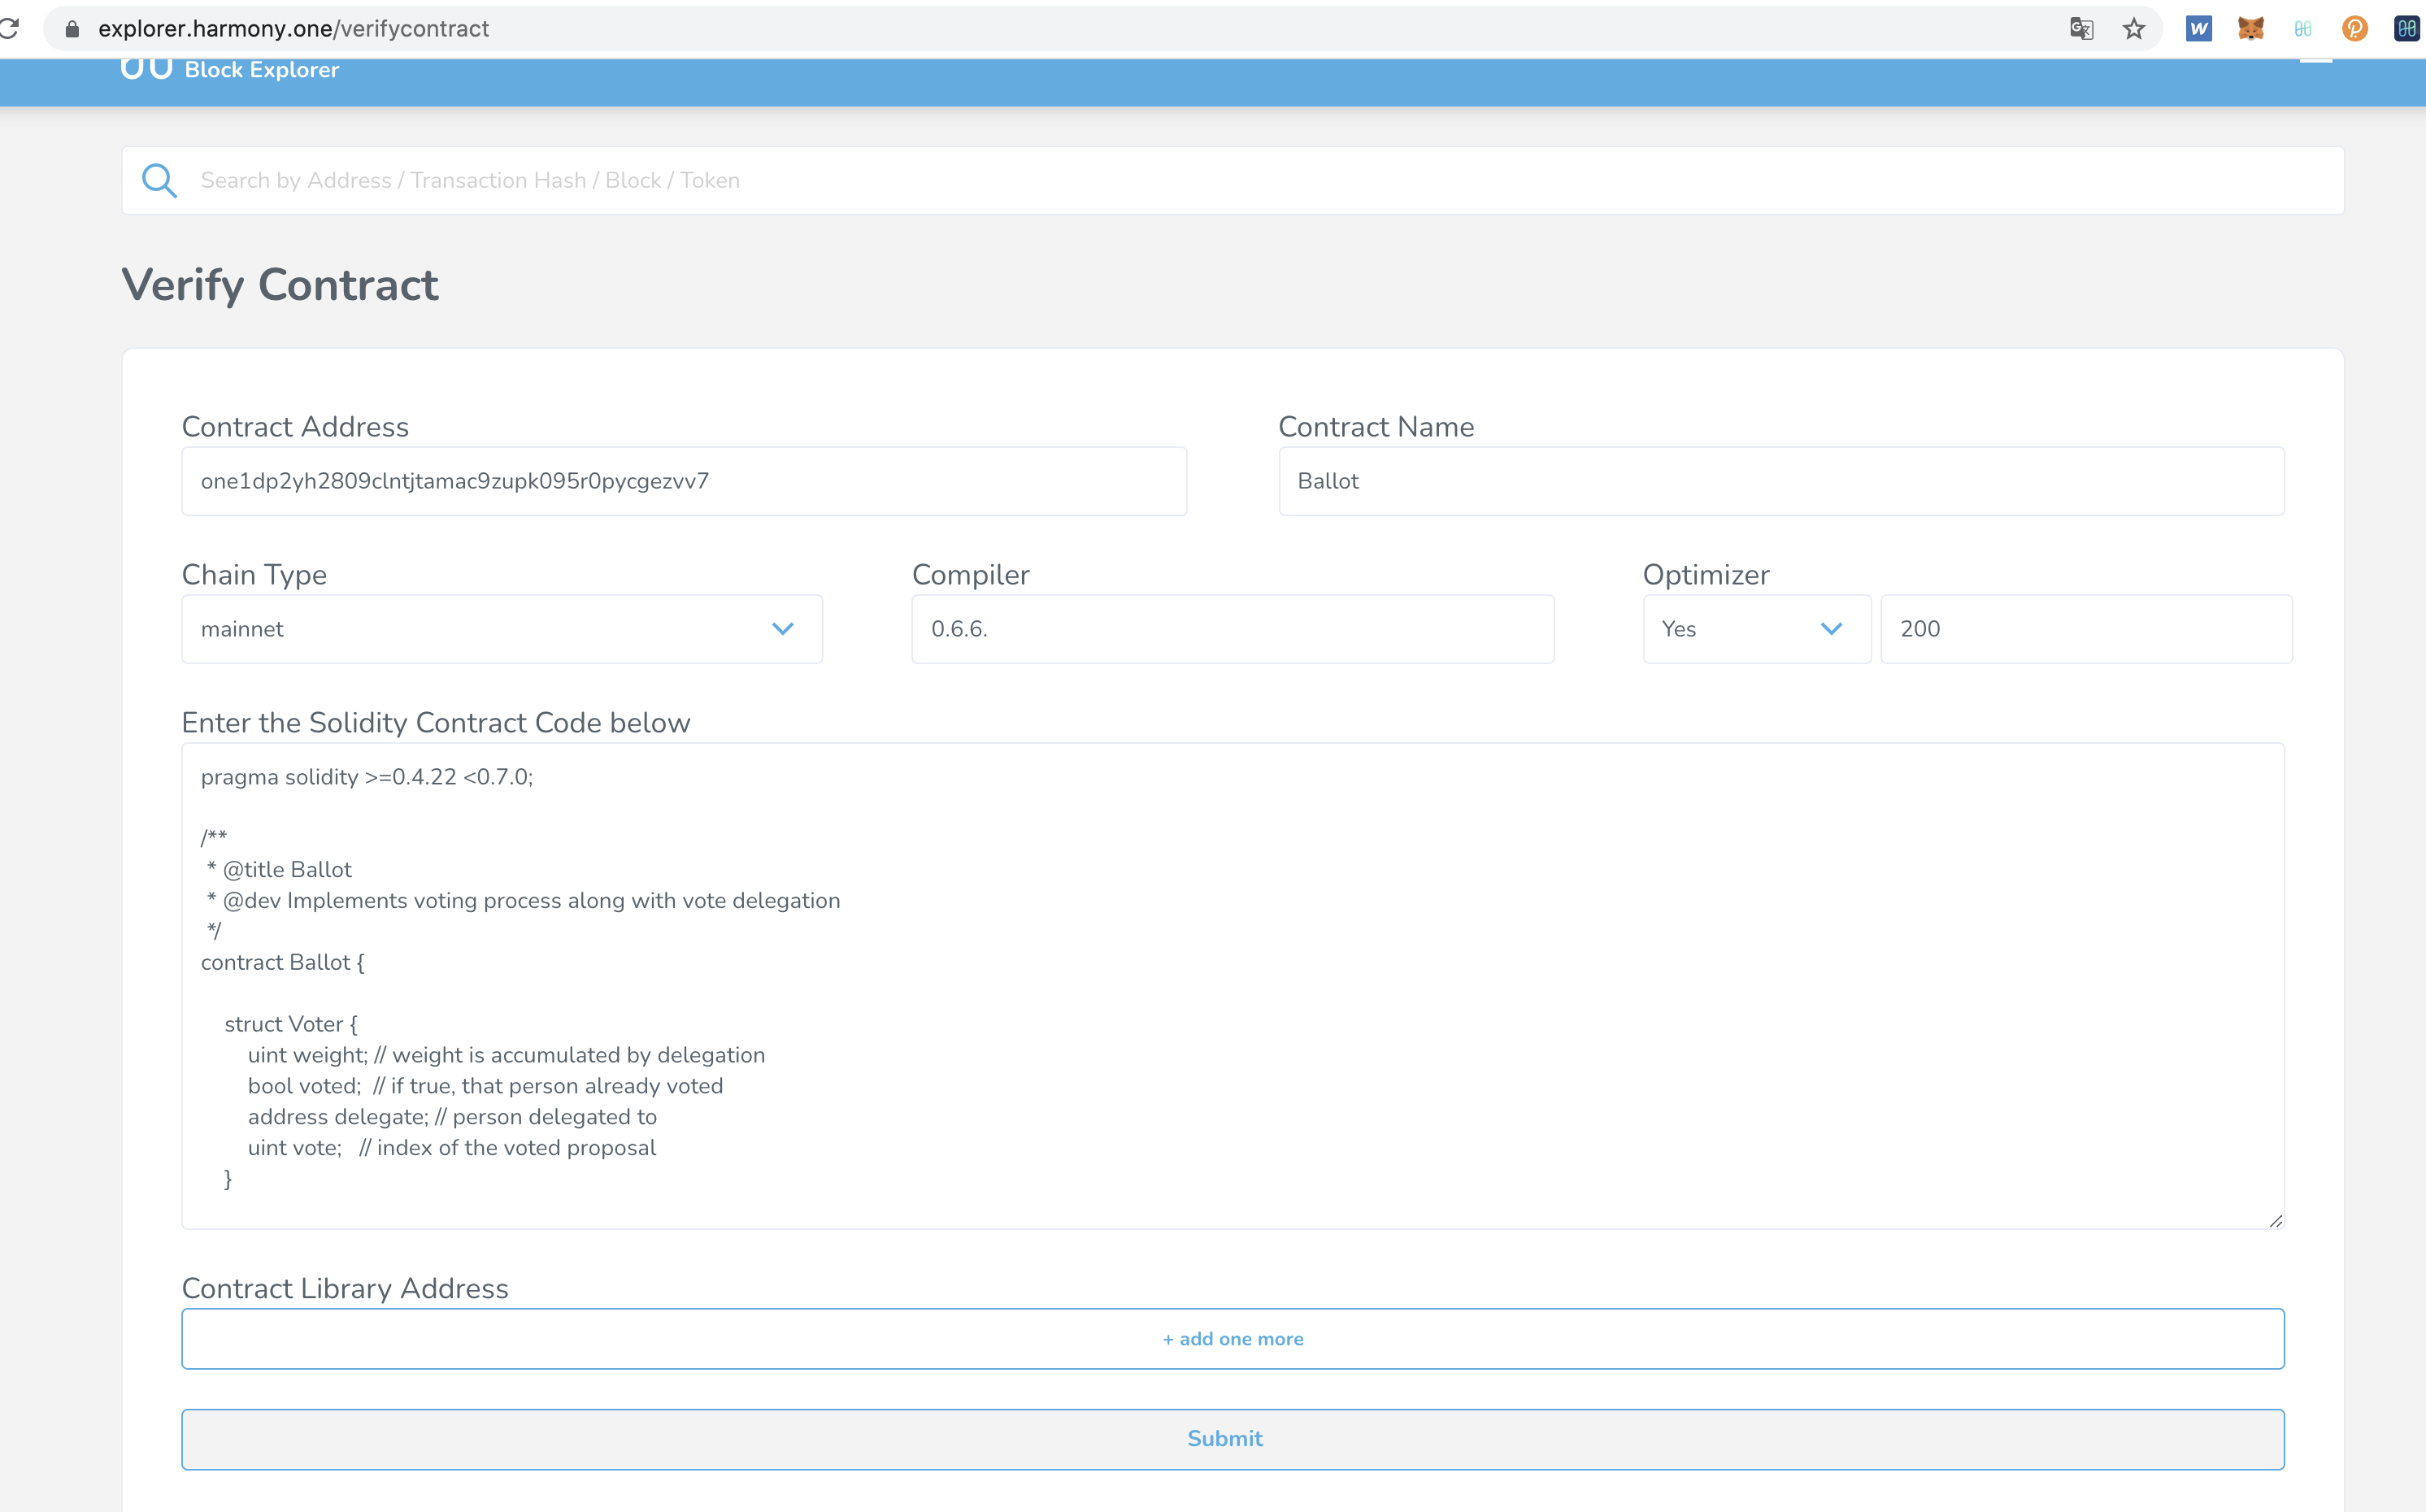 explorer.harmony.one/verifycontract
Block Explorer
Search by Address / Transaction Hash / Block / Token
Verify Contract
Contract Address
Contract Name
one1dp2yh2809clntjtamac9zupk095r0pycgezvv7
Ballot
Chain Type
Compiler
Optimizer
mainnet
0.6.6.
Yes
200
Enter the Solidity Contract Code below
pragma solidity >=0.4.22 <0.7.0;
/**
* @title Ballot
* @dev Implements voting process along with vote delegation
*/
contract Ballot {
struct Voter {
uint weight; // weight is accumulated by delegation
bool voted;  // if true, that person already voted
address delegate; // person delegated to
uint vote;   // index of the voted proposal
}
Contract Library Address
+ add one more
Submit